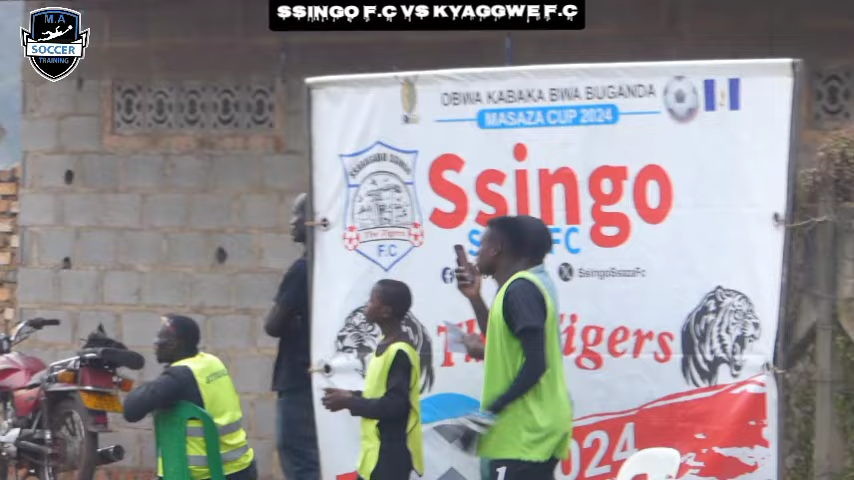 SSINGO F.C VS KYAGGWE F.C
M.A
SOCCER
TRAINING
OBWA KABAKA BWA BUGANDA
MASAZA CUP 2024
Ssingo
FC
The Tigers
F.C
SsingoSsazaFc
Tigers
2024
1